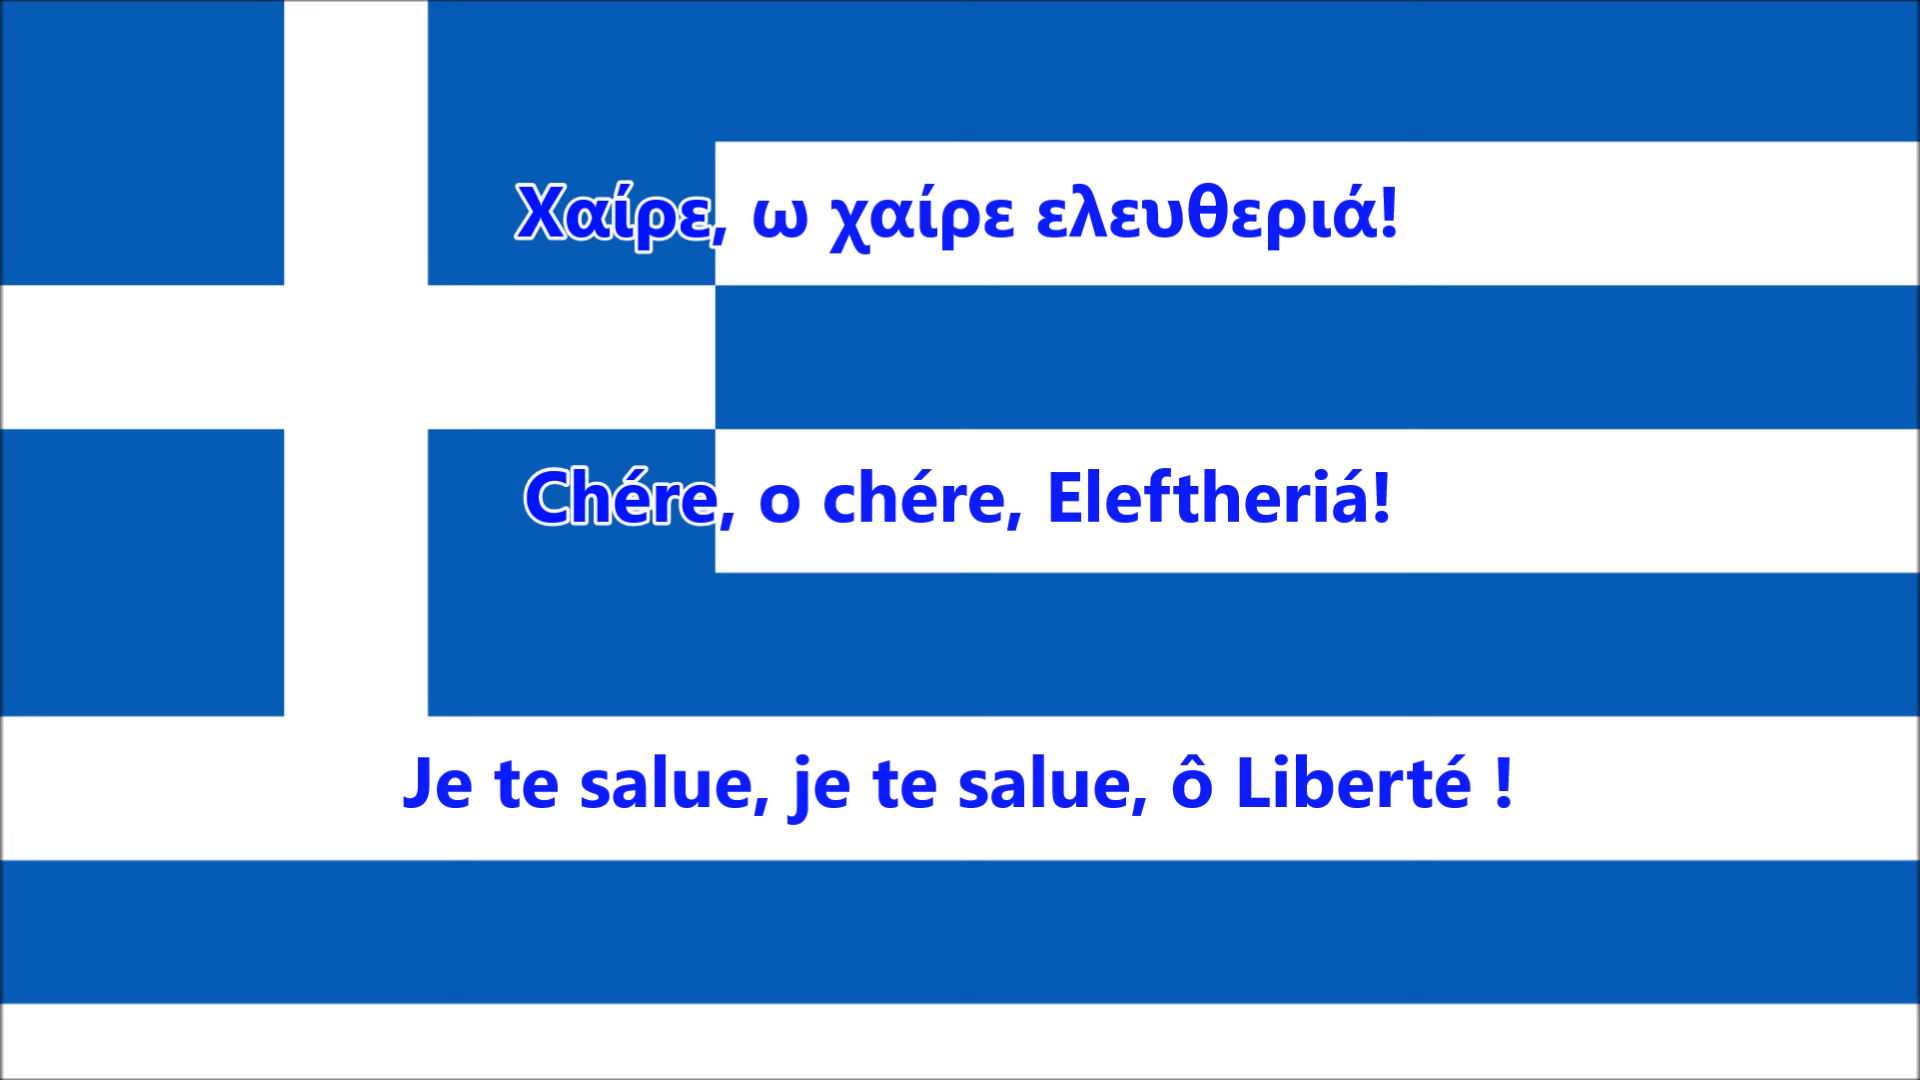 Χαίρε, ω χαίρε ελευθεριά!
Chére, o chére, Eleftheriá!
Je te salue, je te salue, ô Liberté !